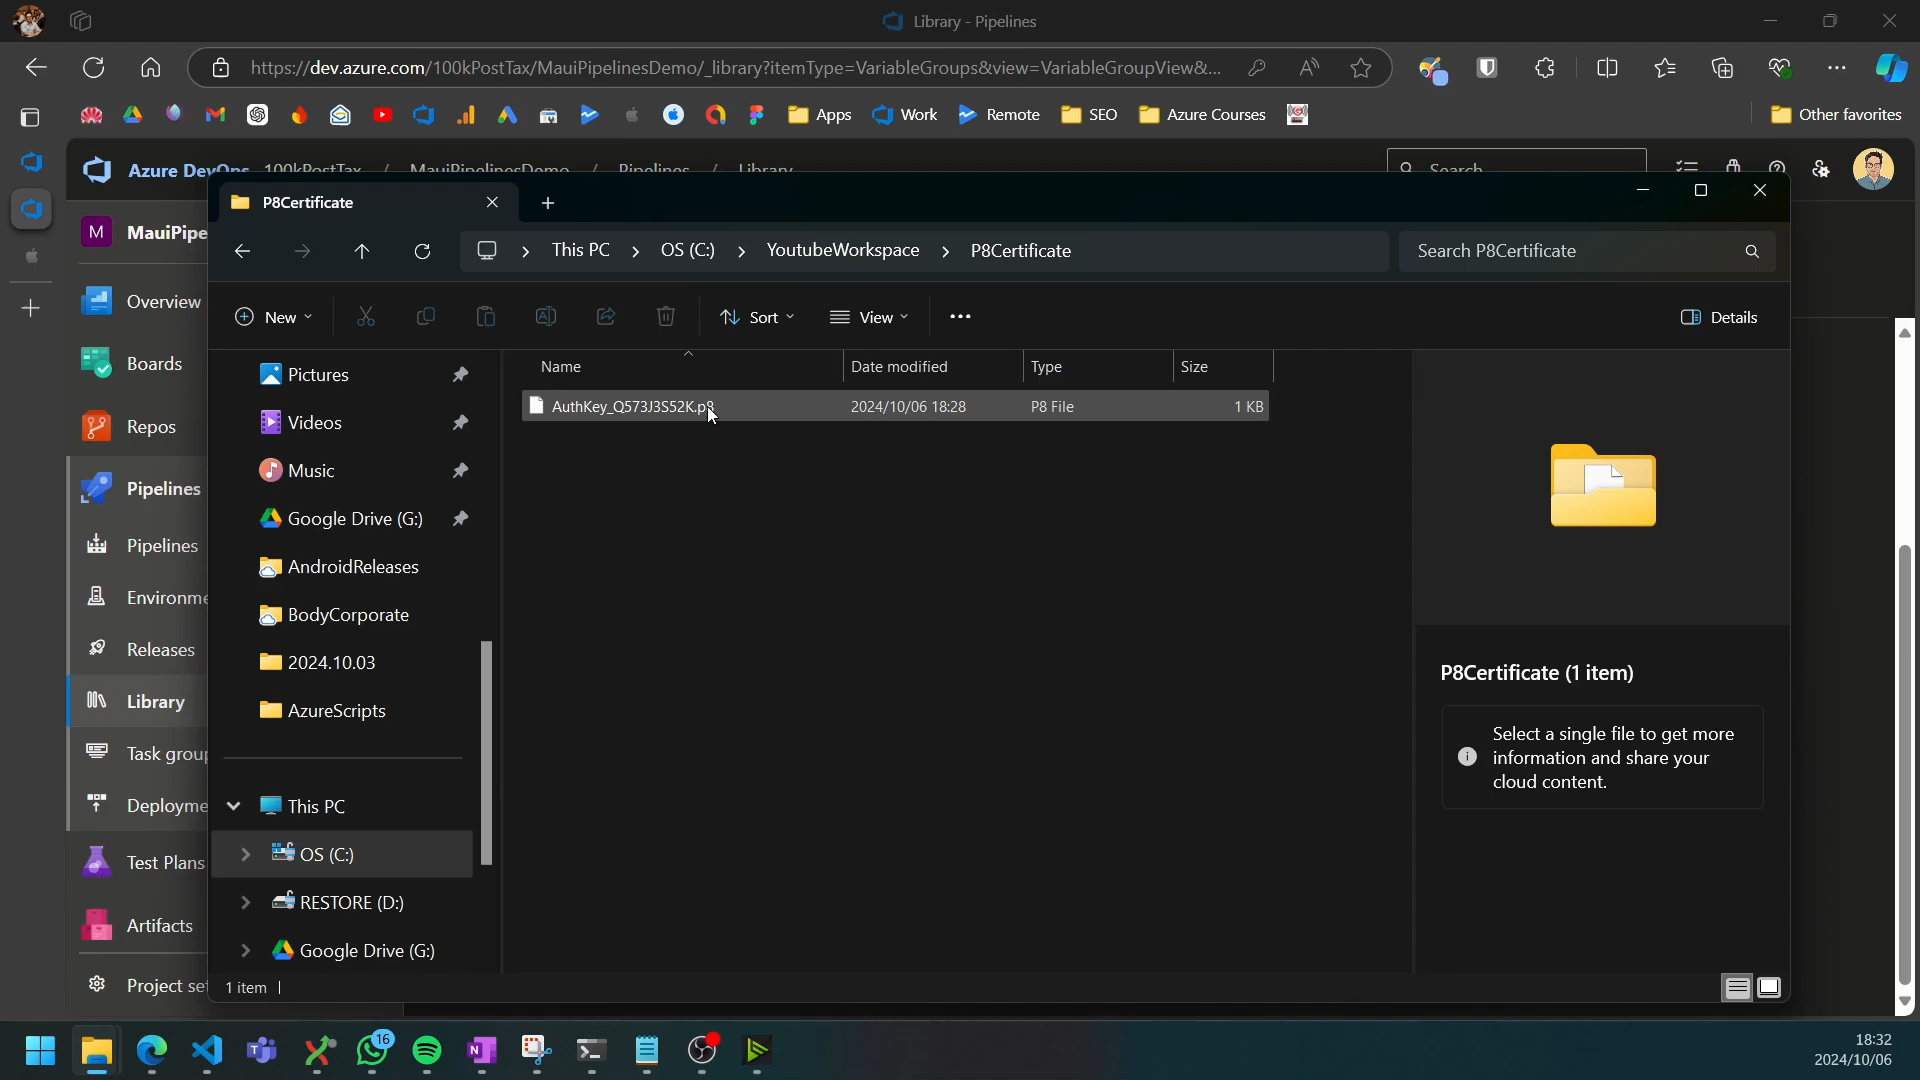 Library - Pipelines
https://dev.azure.com/100kPostTax/MauiPipelinesDemo/_library?itemType=VariableGroups&view=VariableGroupView&...
Apps
Work
Remote
SEO
Azure Courses
Other favorites
Azure DevOps 100kPostTax / MauiPipelinesDemo / Pipelines / Library
Search
P8Certificate
This PC > OS (C:) > YoutubeWorkspace > P8Certificate
Search P8Certificate
New
Sort
View
Details
M MauiPipe
Overview
Boards
Repos
Pipelines
Pipelines
Environme
Releases
Library
Task group
Deployme
Test Plans
Artifacts
Project se
Pictures
Videos
Music
Google Drive (G:)
AndroidReleases
BodyCorporate
2024.10.03
AzureScripts
This PC
OS (C:)
RESTORE (D:)
Google Drive (G:)
Name Date modified Type Size
AuthKey_Q573J3S52K.p8 2024/10/06 18:28 P8 File 1 KB
P8Certificate (1 item)
Select a single file to get more
information and share your
cloud content.
1 item
16
18:32
2024/10/06